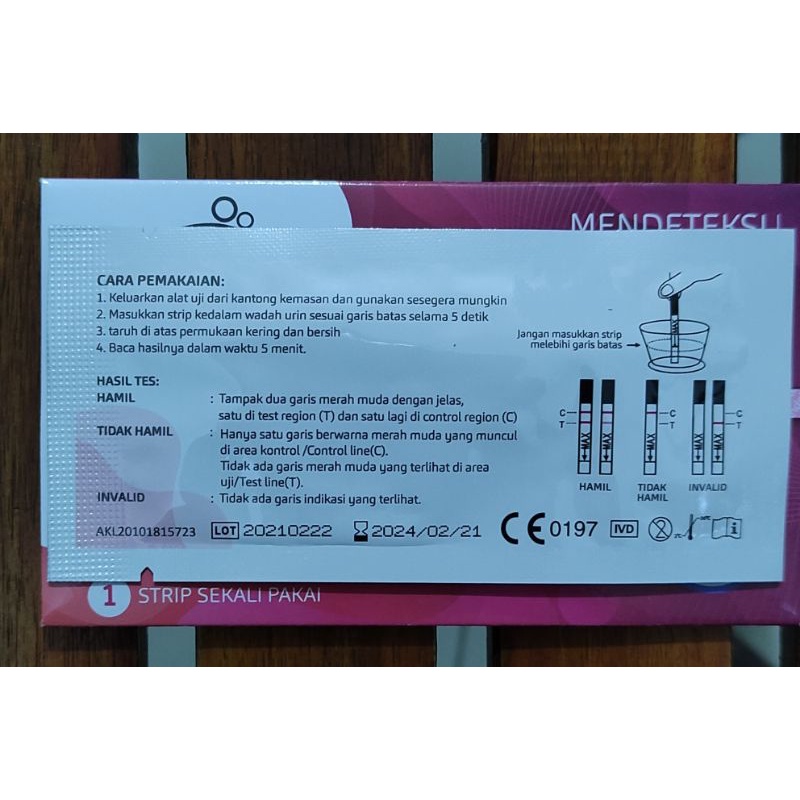 MENDETEKSI
CARA PEMAKAIAN:
1. Keluarkan alat uji dari kantong kemasan dan gunakan sesegera mungkin
2. Masukkan strip kedalam wadah urin sesuai garis batas selama 5 detik
3. taruh di atas permukaan kering dan bersih
4. Baca hasilnya dalam waktu 5 menit.
Jangan masukkan strip
melebihi garis batas
MAX
HASIL TES:
HAMIL : Tampak dua garis merah muda dengan jelas,
satu di test region (T) dan satu lagi di control region (C)
TIDAK HAMIL : Hanya satu garis berwarna merah muda yang muncul
di area kontrol /Control line(C).
Tidak ada garis merah muda yang terlihat di area
uji/Test line(T).
INVALID : Tidak ada garis indikasi yang terlihat.
C C C
T T T
MAX MAX MAX MAX MAX
HAMIL TIDAK HAMIL INVALID
AKL20101815723 LOT 20210222 2024/02/21 CE 0197 IVD 2
1 STRIP SEKALI PAKAI